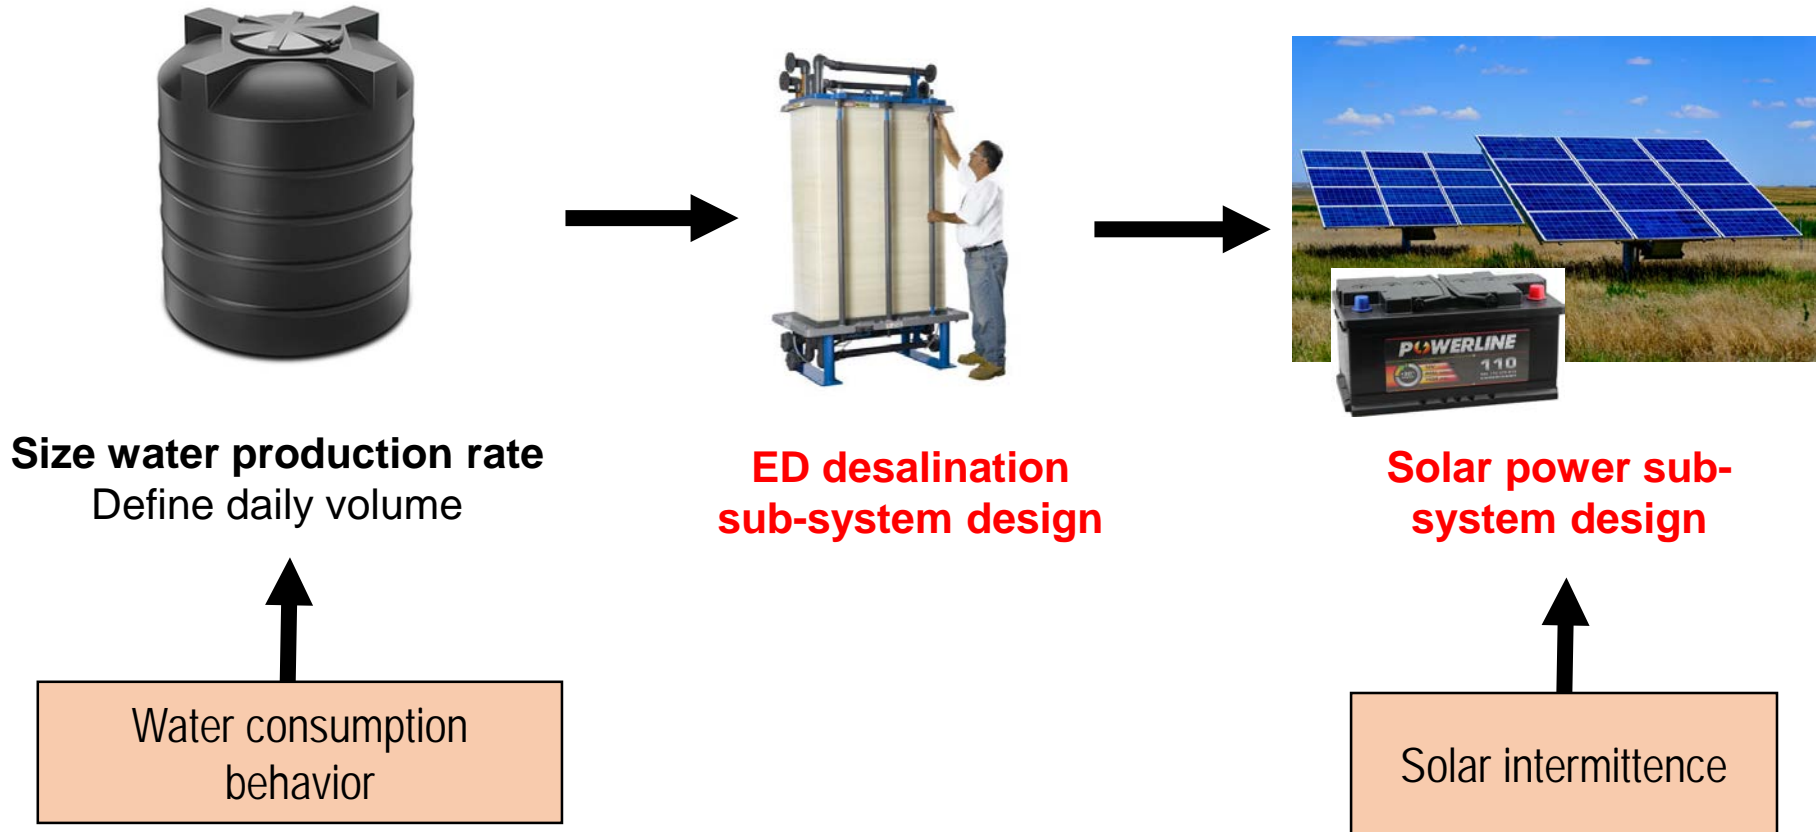 Size water production rate
Define daily volume
ED desalination
sub-system design
Solar power sub-
system design
POWERLINE
110
Water consumption
behavior
Solar intermittence